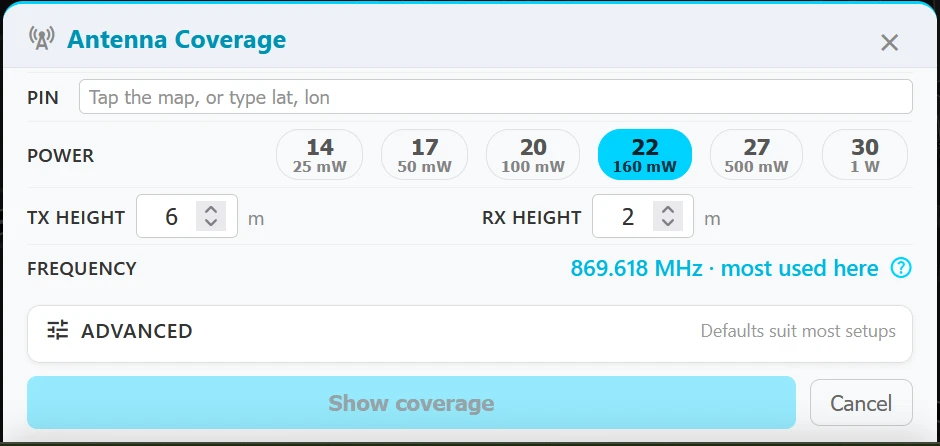 Antenna Coverage
PIN Tap the map, or type lat, lon
POWER 14 25 mW 17 50 mW 20 100 mW 22 160 mW 27 500 mW 30 1 W
TX HEIGHT 6 m RX HEIGHT 2 m
FREQUENCY 869.618 MHz · most used here ?
ADVANCED Defaults suit most setups
Show coverage Cancel